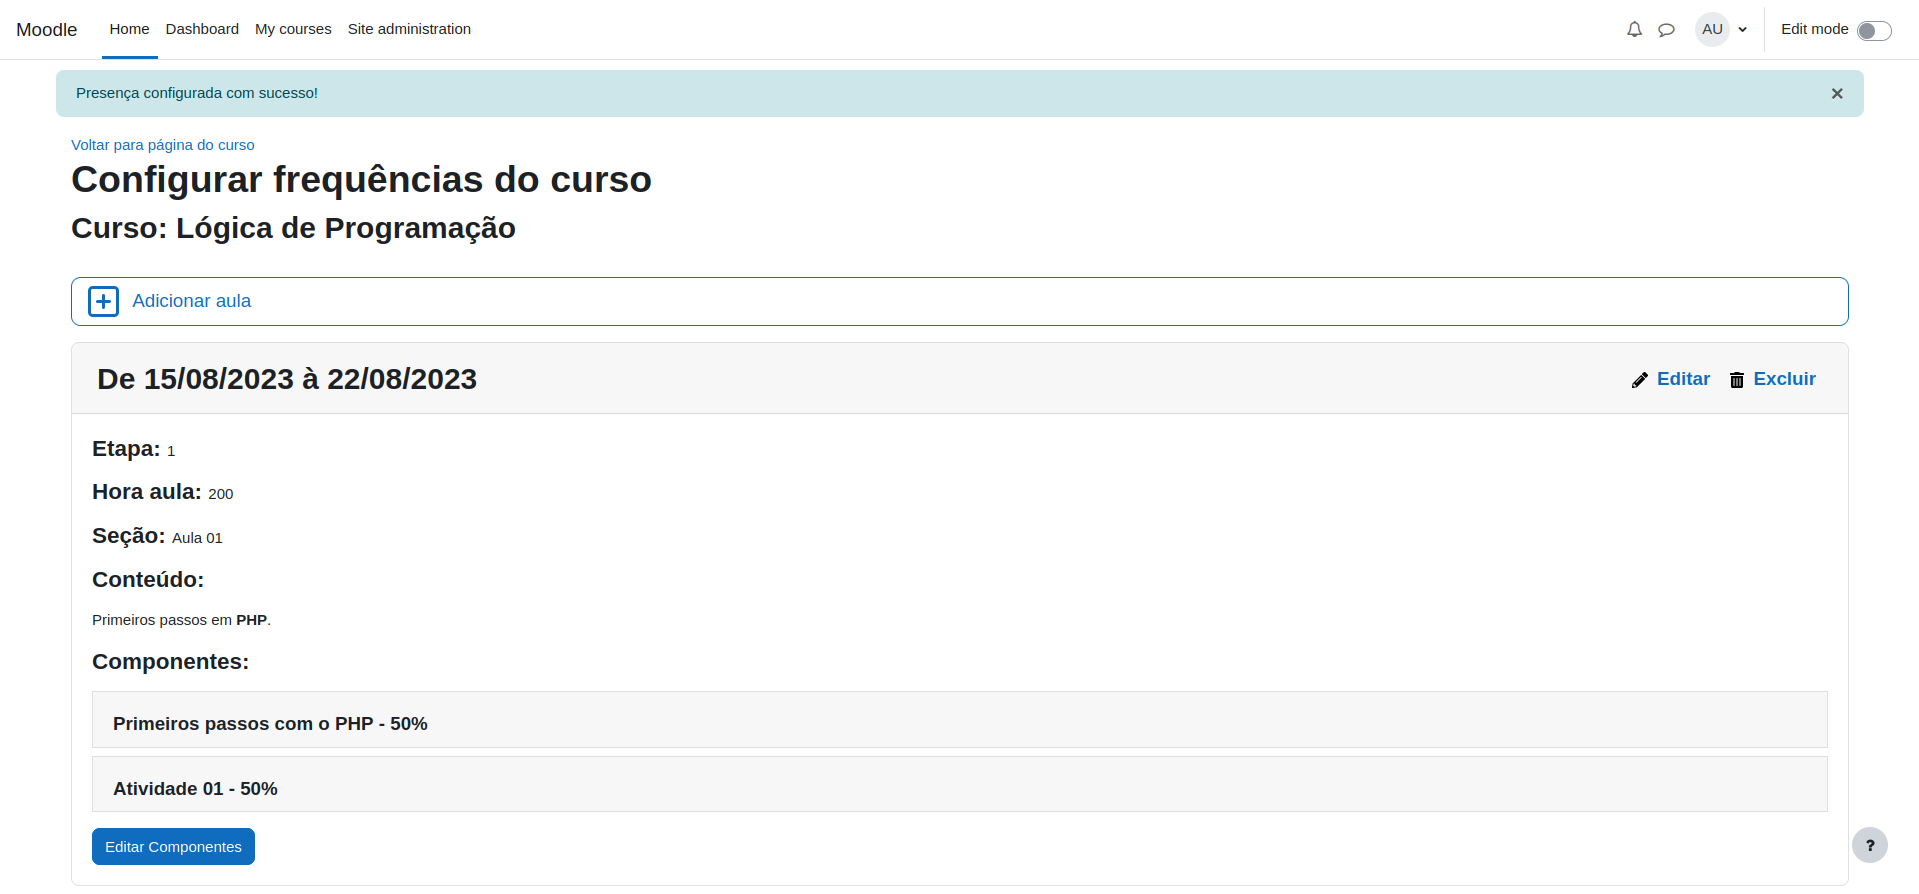 Moodle Home Dashboard My courses Site administration AU Edit mode
Presença configurada com sucesso! ×
Voltar para página do curso
Configurar frequências do curso
Curso: Lógica de Programação
Adicionar aula
De 15/08/2023 à 22/08/2023 Editar Excluir
Etapa: 1
Hora aula: 200
Seção: Aula 01
Conteúdo:
Primeiros passos em PHP.
Componentes:
Primeiros passos com o PHP - 50%
Atividade 01 - 50%
Editar Componentes
?